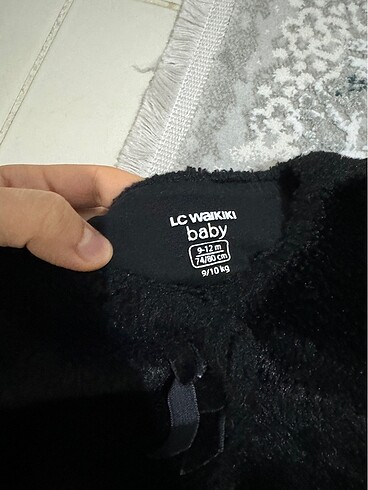 LC WAIKIKI
baby
9-12 m
74/80 cm
9/10 kg